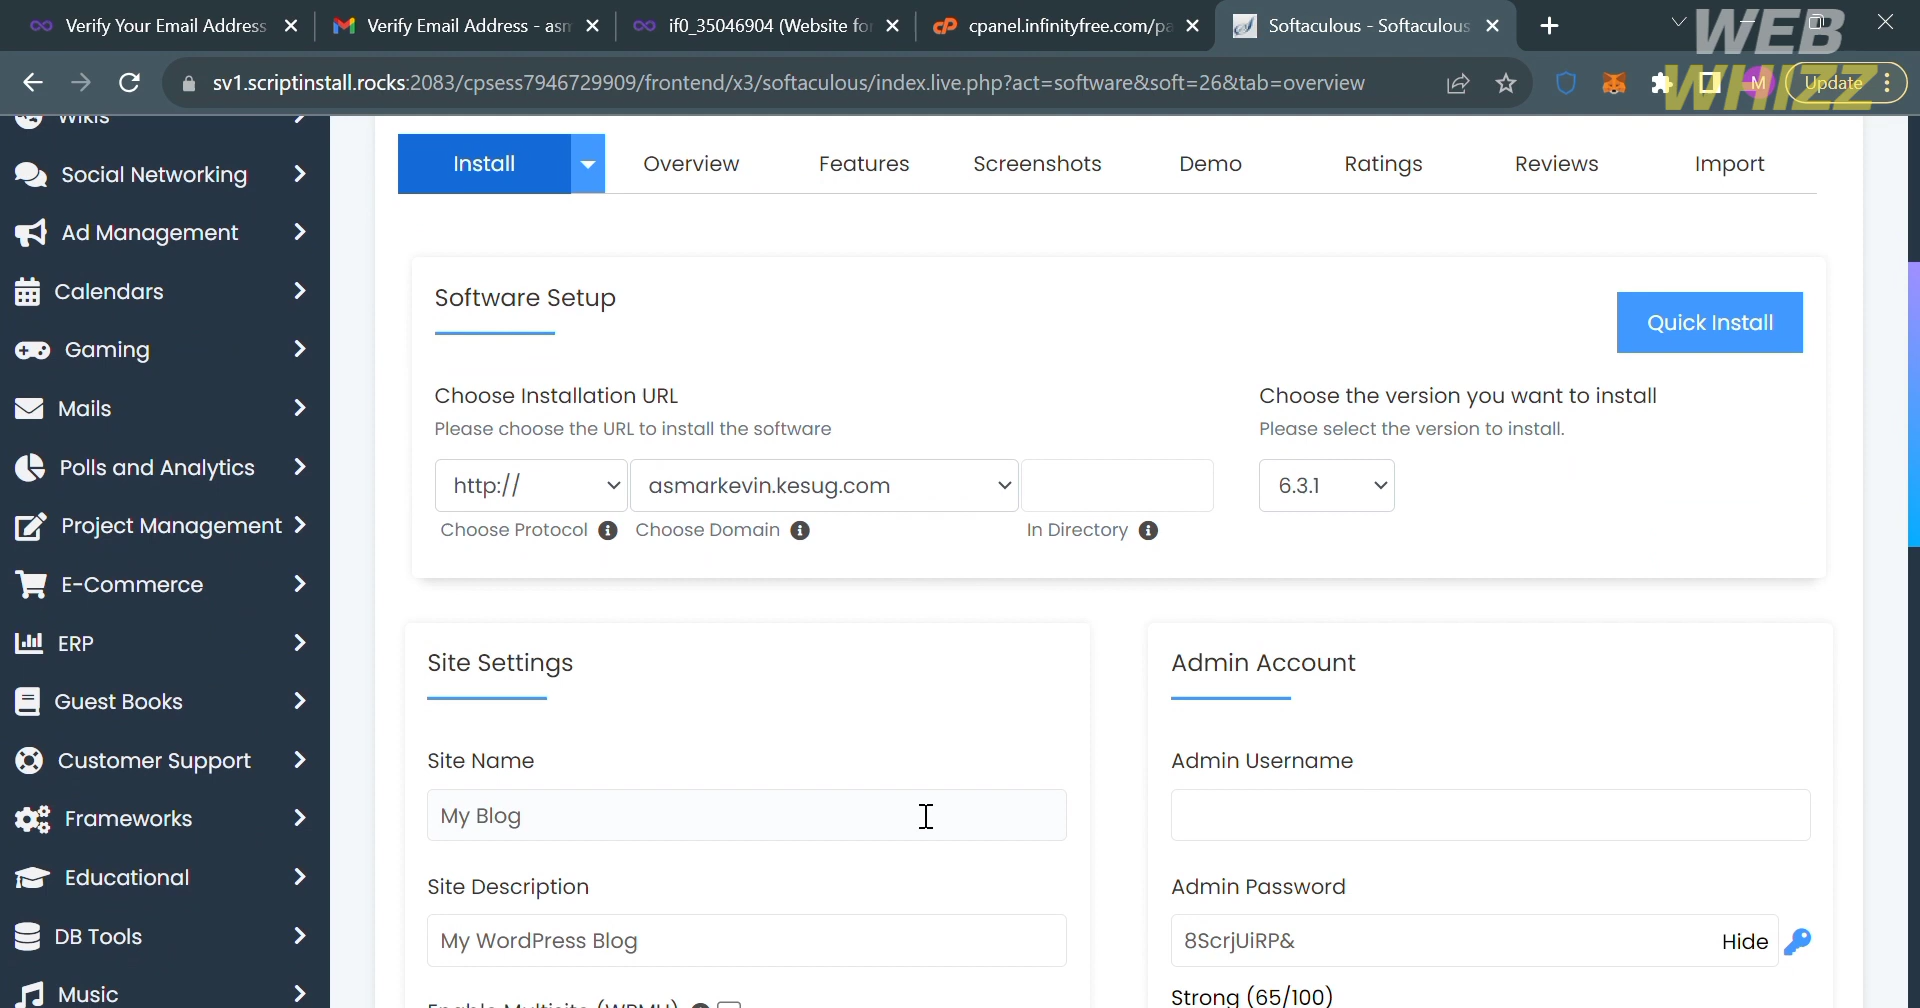 Verify Your Email Address
Verify Email Address - asm
if0_35046904 (Website for
cpanel.infinityfree.com/pa
Softaculous - Softaculous
WEB
WHIZZ
sv1.scriptinstall.rocks:2083/cpsess7946729909/frontend/x3/softaculous/index.live.php?act=software&soft=26&tab=overview
M
Update
Wikis
Social Networking
Ad Management
Calendars
Gaming
Mails
Polls and Analytics
Project Management
E-Commerce
ERP
Guest Books
Customer Support
Frameworks
Educational
DB Tools
Music
Install
Overview
Features
Screenshots
Demo
Ratings
Reviews
Import
Software Setup
Quick Install
Choose Installation URL
Please choose the URL to install the software
http://
asmarkevin.kesug.com
Choose Protocol
Choose Domain
In Directory
Choose the version you want to install
Please select the version to install.
6.3.1
Site Settings
Site Name
My Blog
Site Description
My WordPress Blog
Enable Multisite (WPMU)
Admin Account
Admin Username
Admin Password
8ScrjUiRP&
Hide
Strong (65/100)